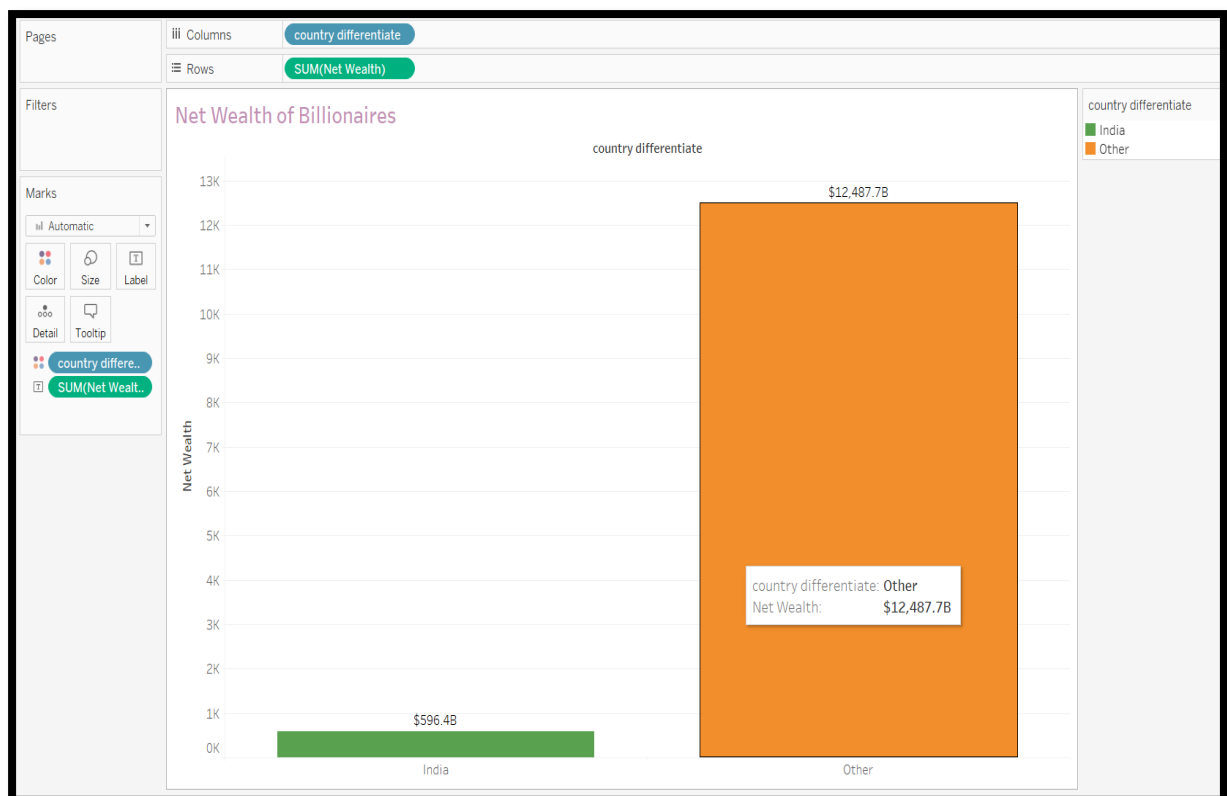 Pages
iii Columns
country differentiate
Rows
SUM(Net Wealth)
Filters
Marks
Automatic
Color
Size
Label
Detail
Tooltip
country differe..
SUM(Net Wealt..
Net Wealth of Billionaires
country differentiate
Net Wealth
13K
12K
11K
10K
9K
8K
7K
6K
5K
4K
3K
2K
1K
0K
$596.4B
$12,487.7B
country differentiate: Other
Net Wealth: $12,487.7B
India
Other
country differentiate
India
Other